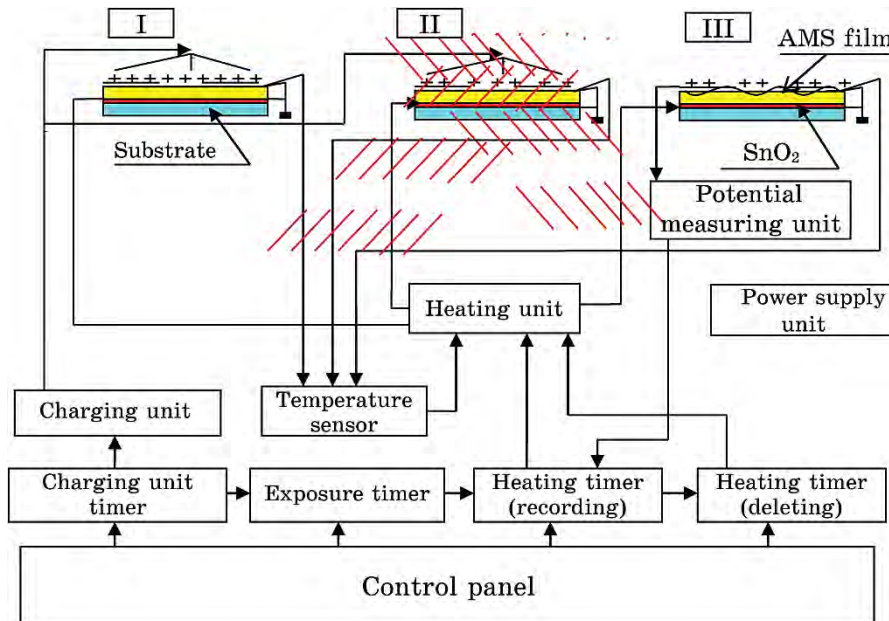 I
II
III
AMS film
Substrate
SnO₂
Potential
measuring unit
Heating unit
Power supply
unit
Charging unit
Temperature
sensor
Charging unit
timer
Exposure timer
Heating timer
(recording)
Heating timer
(deleting)
Control panel